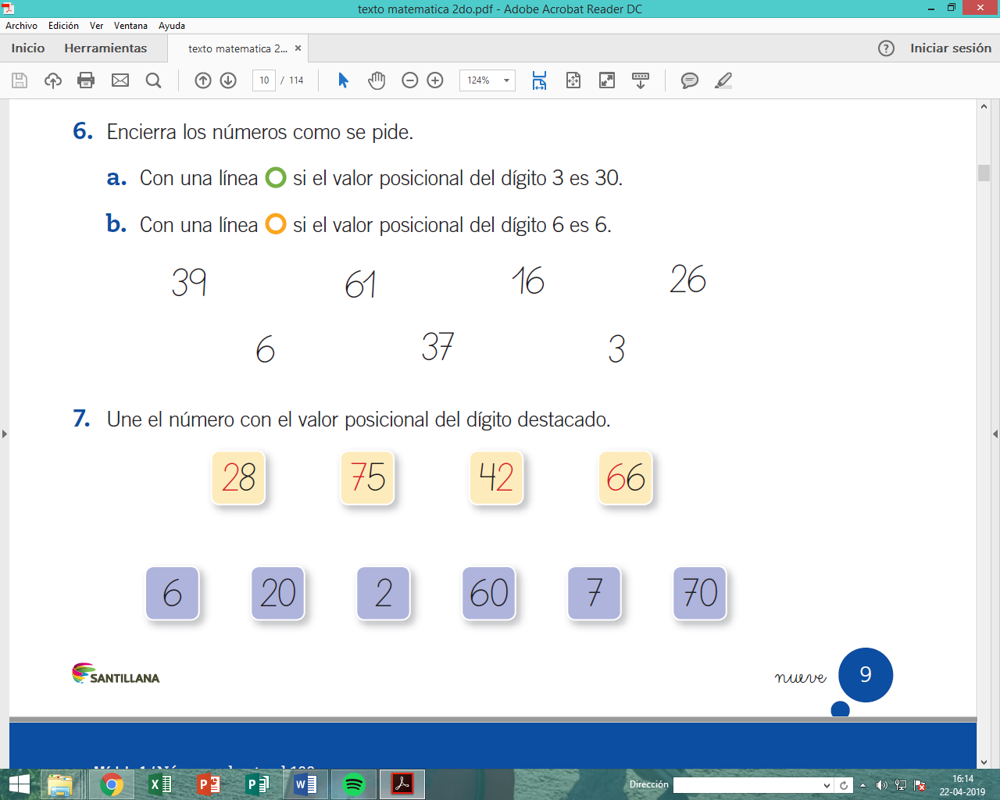 texto matematica 2do.pdf - Adobe Acrobat Reader DC
Archivo Edición Ver Ventana Ayuda
Inicio Herramientas texto matematica 2... × ? Iniciar sesión
10 / 114 124%
6. Encierra los números como se pide.
a. Con una línea si el valor posicional del dígito 3 es 30.
b. Con una línea si el valor posicional del dígito 6 es 6.
39 61 16 26
6 37 3
7. Une el número con el valor posicional del dígito destacado.
28 75 42 66
6 20 2 60 7 70
SANTILLANA nueve 9
Dirección 16:14
22-04-2019